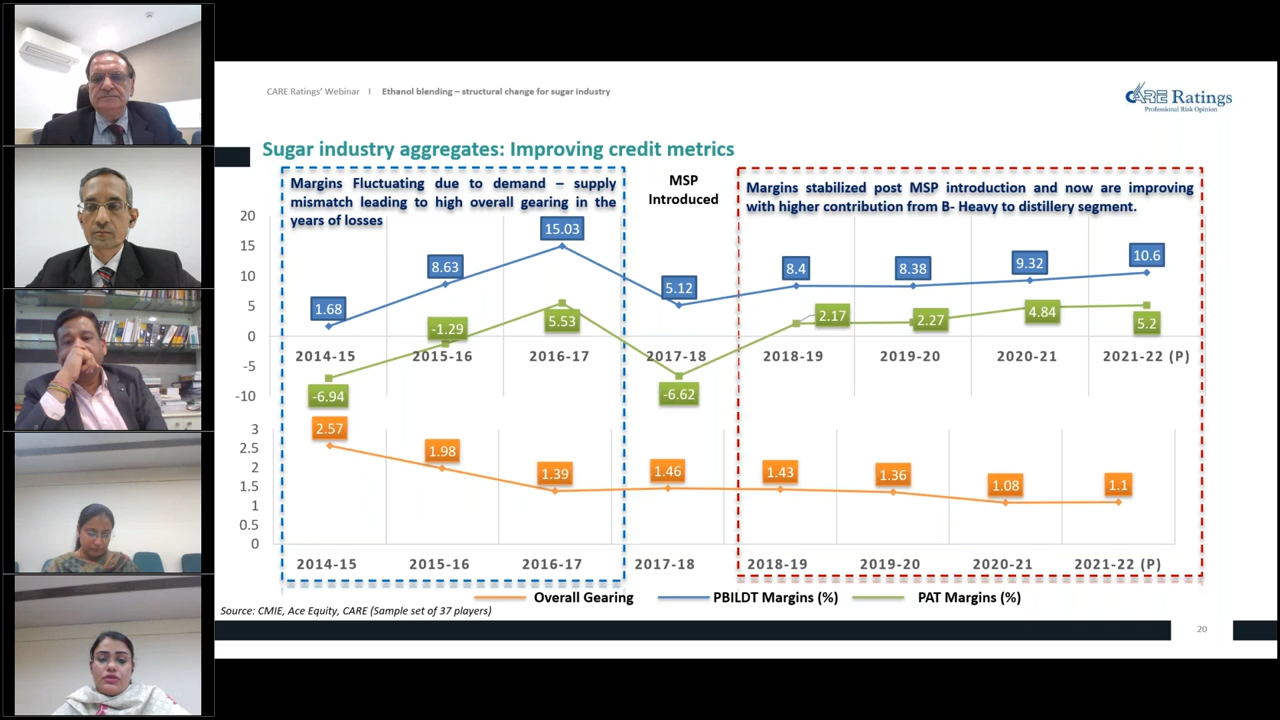 CARE Ratings' Webinar I Ethanol blending – structural change for sugar industry
CARE Ratings
Professional Risk Opinion
Sugar industry aggregates: Improving credit metrics
Margins Fluctuating due to demand – supply
mismatch leading to high overall gearing in the
years of losses
MSP
Introduced
Margins stabilized post MSP introduction and now are improving
with higher contribution from B- Heavy to distillery segment.
20
15
10
5
0
-5
-10
1.68
8.63
15.03
5.12
8.4
8.38
9.32
10.6
-6.94
-1.29
5.53
-6.62
2.17
2.27
4.84
5.2
2014-15 2015-16 2016-17 2017-18 2018-19 2019-20 2020-21 2021-22 (P)
3
2.5
2
1.5
1
0.5
0
2.57
1.98
1.39
1.46
1.43
1.36
1.08
1.1
2014-15 2015-16 2016-17 2017-18 2018-19 2019-20 2020-21 2021-22 (P)
Overall Gearing PBILDT Margins (%) PAT Margins (%)
Source: CMIE, Ace Equity, CARE (Sample set of 37 players)
20